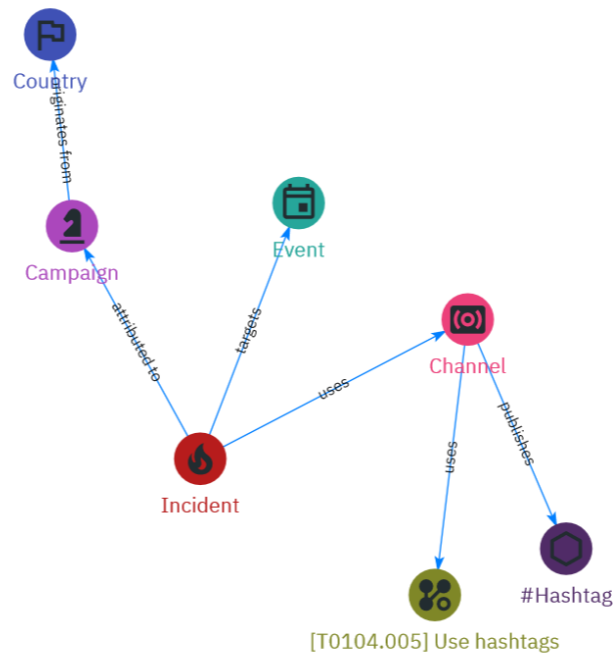 Country
originates from
Campaign
Event
attributed to
targets
Channel
uses
uses
publishes
Incident
#Hashtag
[T0104.005] Use hashtags